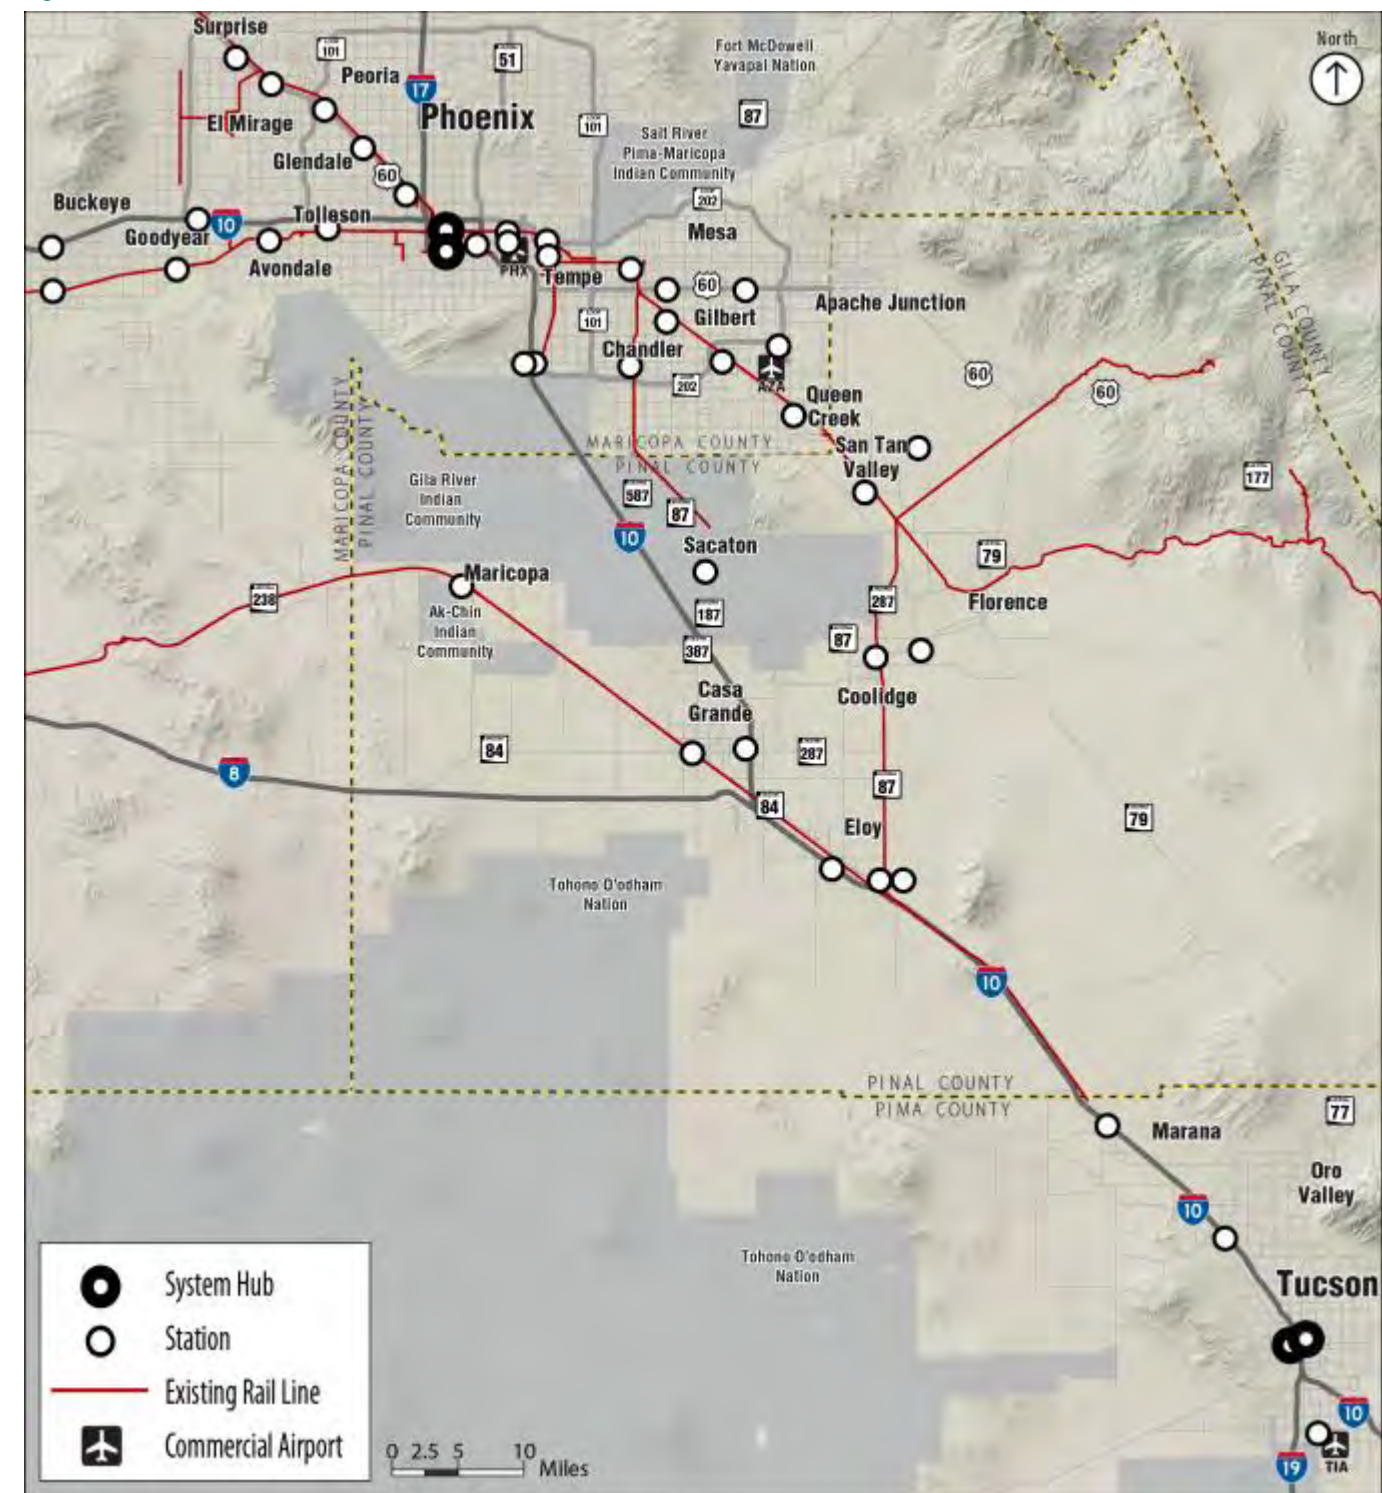 Surprise
LOOP
101
51
Fort McDowell
Yavapai Nation
North
Peoria
17
Phoenix
87
El Mirage
LOOP
101
Salt River
Pima-Maricopa
Indian Community
Glendale
60
LOOP
202
Buckeye
10
Tolleson
Goodyear
Mesa
Avondale
PHX
Tempe
60
GILA COUNTY
PINAL COUNTY
Apache Junction
LOOP
101
Gilbert
Chandler
AZA
60
60
LOOP
202
Queen
Creek
MARICOPA COUNTY
PINAL COUNTY
MARICOPA COUNTY
PINAL COUNTY
San Tan
Valley
177
Gila River
Indian
Community
587
87
10
Sacaton
79
Maricopa
238
287
Florence
Ak-Chin
Indian
Community
187
87
387
Casa
Grande
Coolidge
84
287
8
87
84
79
Eloy
Tohono O'odham
Nation
10
PINAL COUNTY
PIMA COUNTY
77
Marana
Oro
Valley
10
Tohono O'odham
Nation
Tucson
System Hub
Station
Existing Rail Line
Commercial Airport
0 2.5 5 10
Miles
10
19
TIA